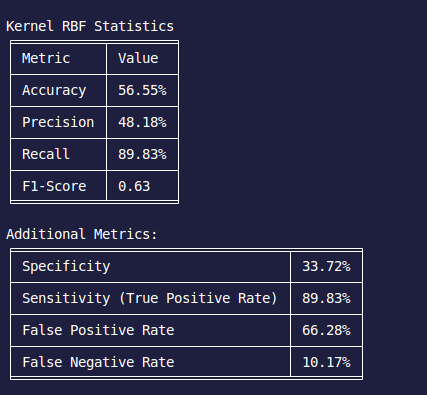 Kernel RBF Statistics
Metric Value
Accuracy 56.55%
Precision 48.18%
Recall 89.83%
F1-Score 0.63
Additional Metrics:
Specificity 33.72%
Sensitivity (True Positive Rate) 89.83%
False Positive Rate 66.28%
False Negative Rate 10.17%